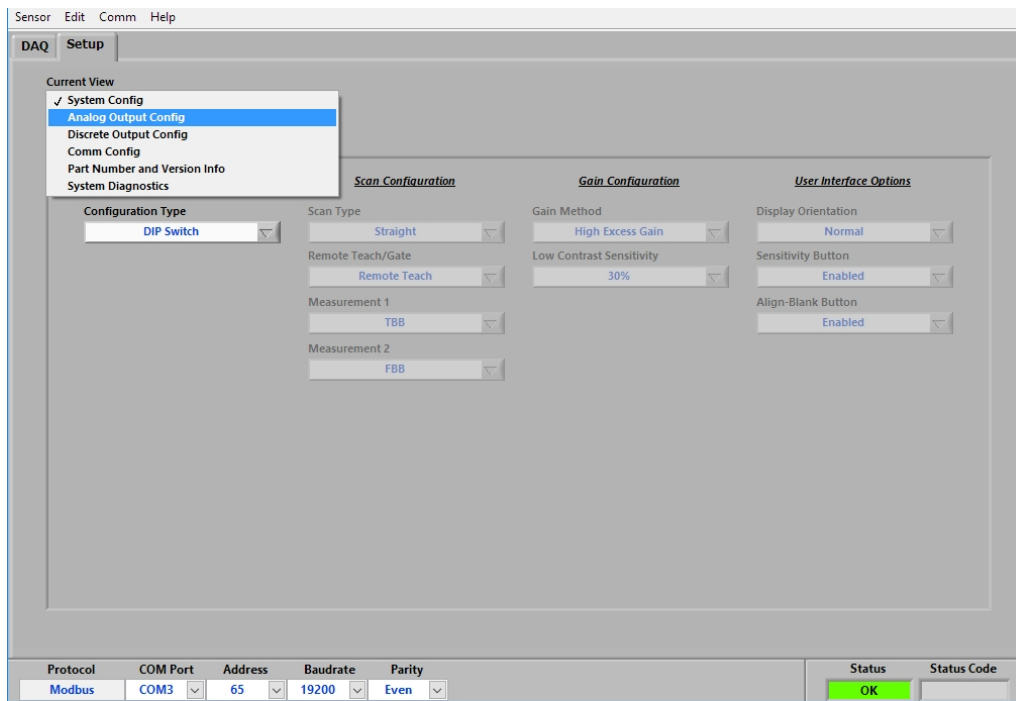 Sensor Edit Comm Help
DAQ Setup
Current View
✓ System Config
Analog Output Config
Discrete Output Config
Comm Config
Part Number and Version Info
System Diagnostics
Scan Configuration Gain Configuration User Interface Options
Configuration Type Scan Type Gain Method Display Orientation
DIP Switch Straight High Excess Gain Normal
Remote Teach/Gate Low Contrast Sensitivity Sensitivity Button
Remote Teach 30% Enabled
Measurement 1 Align-Blank Button
TBB Enabled
Measurement 2
FBB
Protocol COM Port Address Baudrate Parity Status Status Code
Modbus COM3 65 19200 Even OK